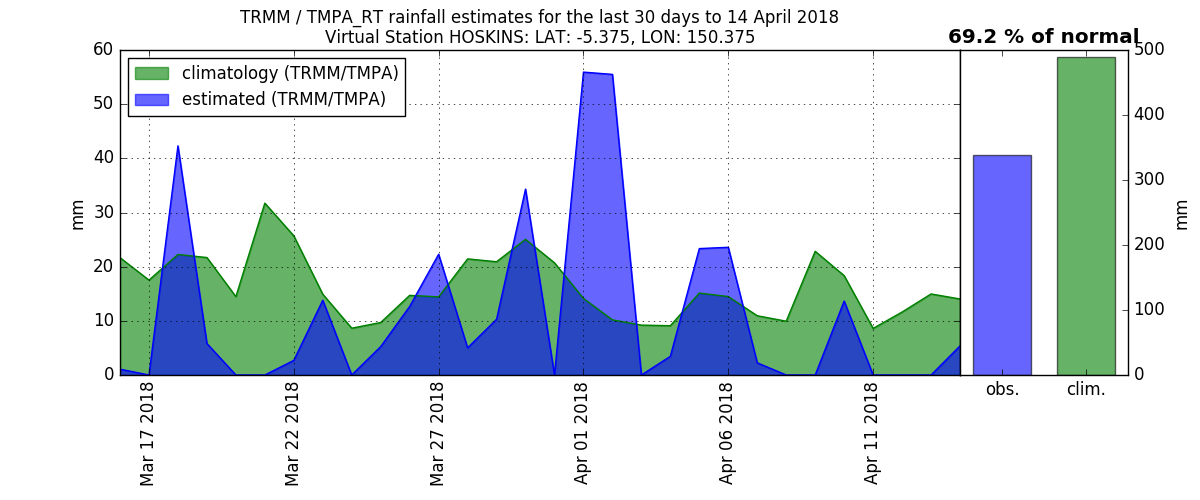 TRMM / TMPA_RT rainfall estimates for the last 30 days to 14 April 2018
Virtual Station HOSKINS: LAT: -5.375, LON: 150.375
69.2 % of normal
climatology (TRMM/TMPA)
estimated (TRMM/TMPA)
60
50
40
30
20
10
0
mm
Mar 17 2018
Mar 22 2018
Mar 27 2018
Apr 01 2018
Apr 06 2018
Apr 11 2018
500
400
300
200
100
0
mm
obs.
clim.